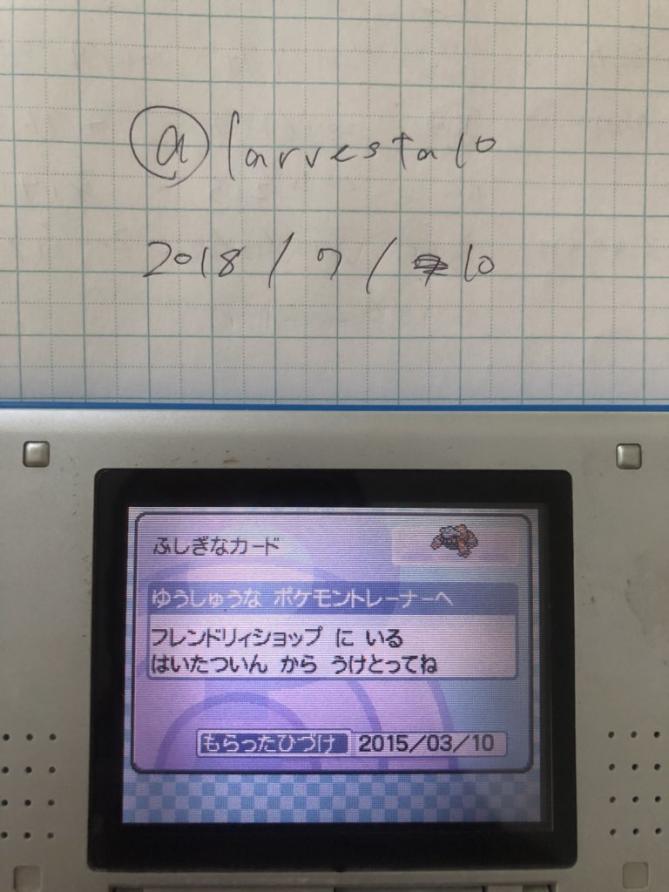 @larvesta10
2018/7/10
ふしぎなカード
ゆうしゅうな ポケモントレーナーへ
フレンドリィショップ に いる
はいたついん から うけとってね
もらったひづけ 2015/03/10